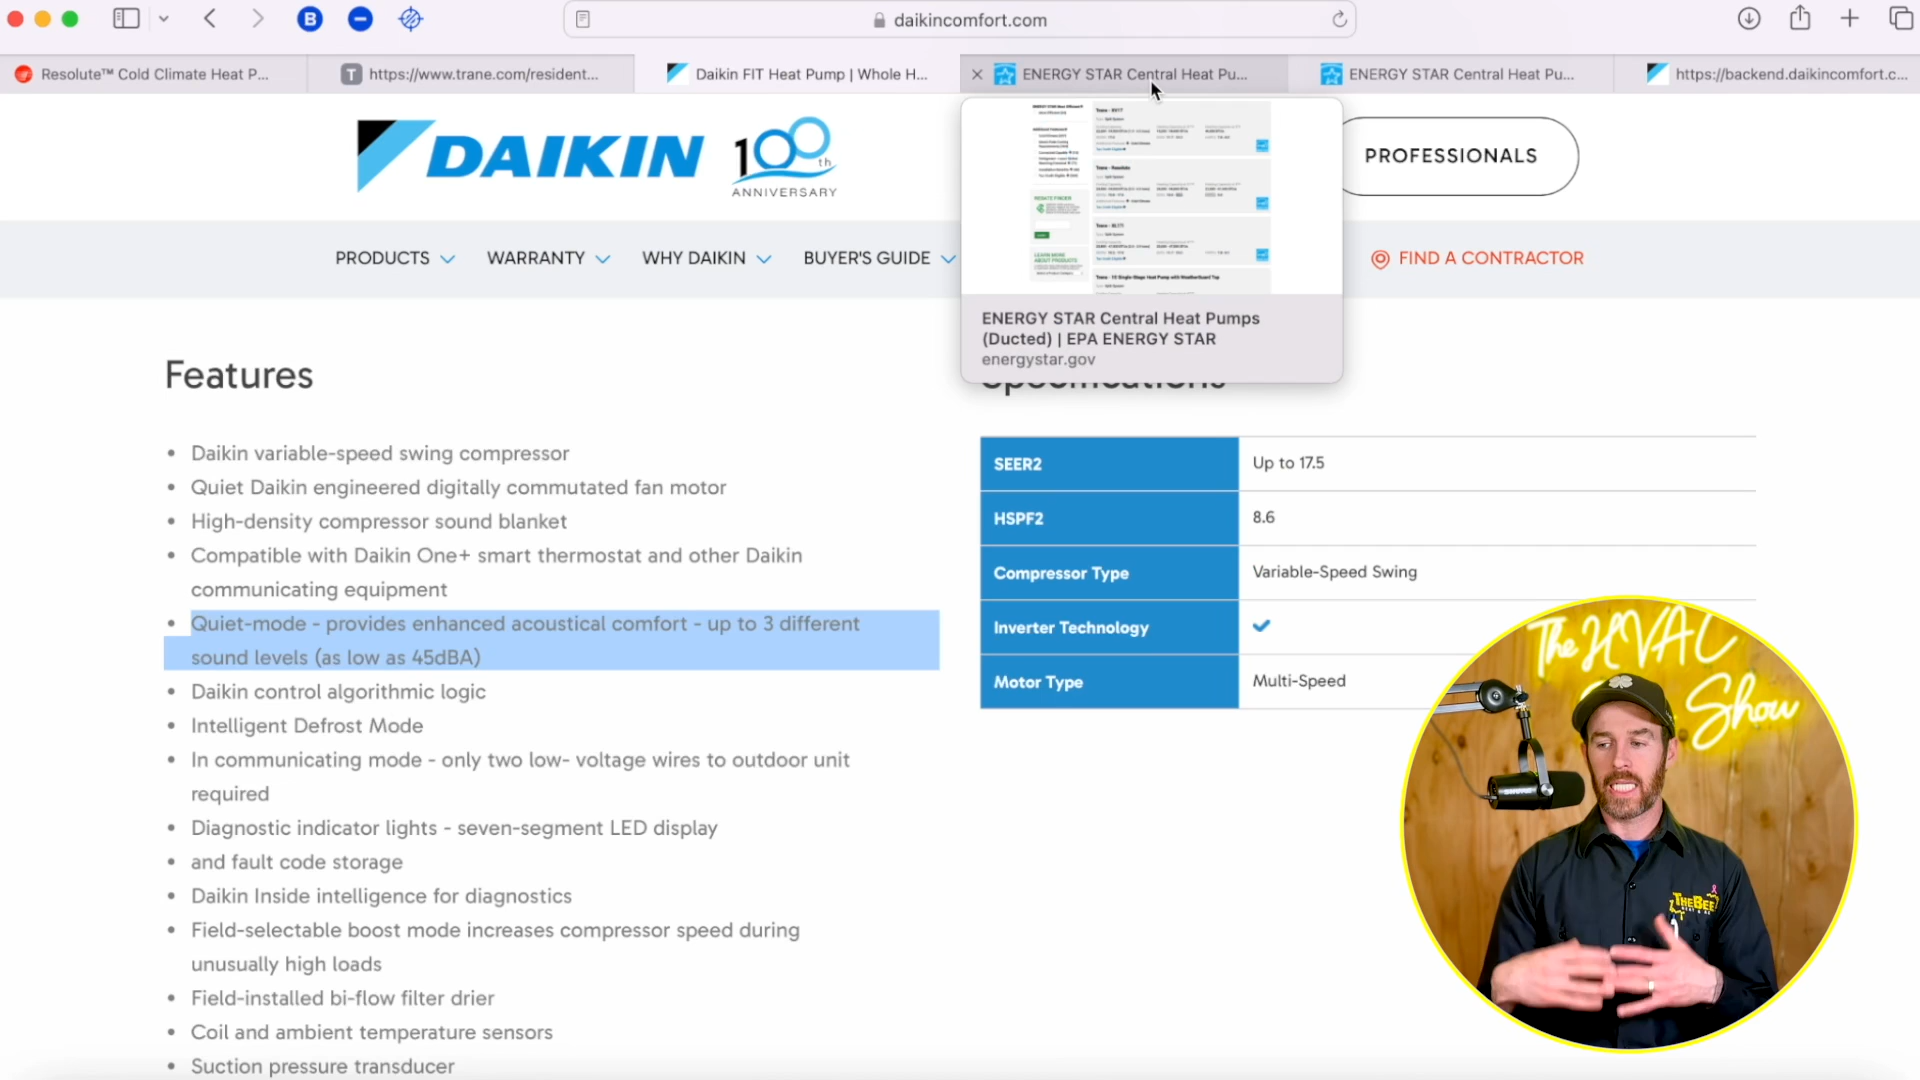 daikincomfort.com
Resolute™ Cold Climate Heat P...
T https://www.trane.com/resident...
Daikin FIT Heat Pump | Whole H...
ENERGY STAR Central Heat Pu...
ENERGY STAR Central Heat Pu...
https://backend.daikincomfort.c...
DAIKIN
100th
ANNIVERSARY
PROFESSIONALS
PRODUCTS
WARRANTY
WHY DAIKIN
BUYER'S GUIDE
FIND A CONTRACTOR
ENERGY STAR Central Heat Pumps
(Ducted) | EPA ENERGY STAR
energystar.gov
Features
Specifications
• Daikin variable-speed swing compressor
• Quiet Daikin engineered digitally commutated fan motor
• High-density compressor sound blanket
• Compatible with Daikin One+ smart thermostat and other Daikin
communicating equipment
• Quiet-mode - provides enhanced acoustical comfort - up to 3 different
sound levels (as low as 45dBA)
• Daikin control algorithmic logic
• Intelligent Defrost Mode
• In communicating mode - only two low- voltage wires to outdoor unit
required
• Diagnostic indicator lights - seven-segment LED display
• and fault code storage
• Daikin Inside intelligence for diagnostics
• Field-selectable boost mode increases compressor speed during
unusually high loads
• Field-installed bi-flow filter drier
• Coil and ambient temperature sensors
• Suction pressure transducer
SEER2 Up to 17.5
HSPF2 8.6
Compressor Type Variable-Speed Swing
Inverter Technology
Motor Type Multi-Speed
The HVAC
Show
THEBEE